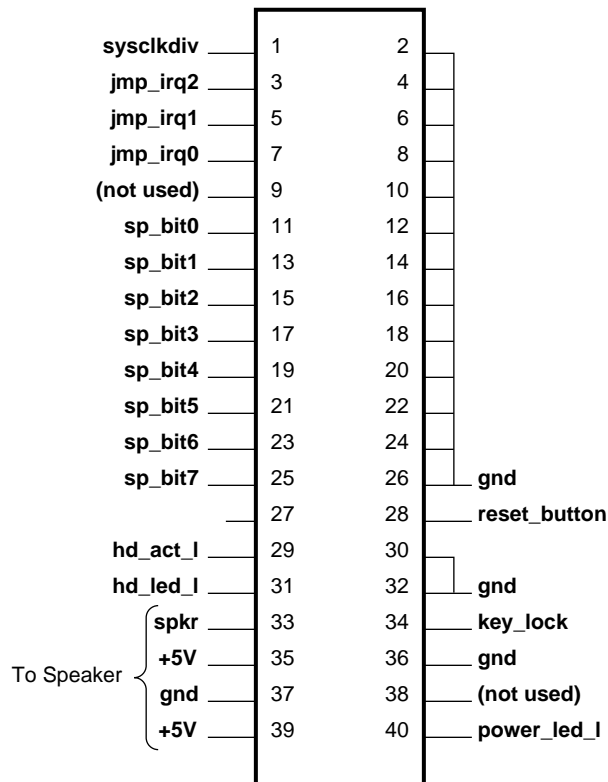 sysclkdiv 1 2
jmp_irq2 3 4
jmp_irq1 5 6
jmp_irq0 7 8
(not used) 9 10
sp_bit0 11 12
sp_bit1 13 14
sp_bit2 15 16
sp_bit3 17 18
sp_bit4 19 20
sp_bit5 21 22
sp_bit6 23 24
sp_bit7 25 26 gnd
27 28 reset_button
hd_act_l 29 30
hd_led_l 31 32 gnd
spkr 33 34 key_lock
+5V 35 36 gnd
To Speaker
gnd 37 38 (not used)
+5V 39 40 power_led_l